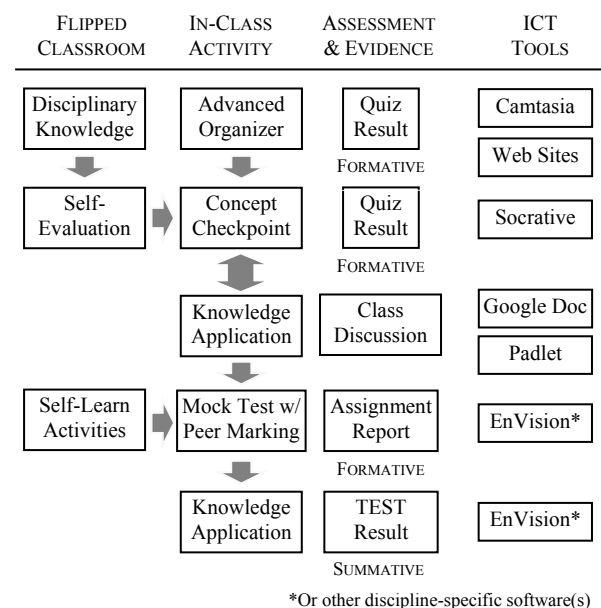 FLIPPED
CLASSROOM
IN-CLASS
ACTIVITY
ASSESSMENT
& EVIDENCE
ICT
TOOLS
Disciplinary
Knowledge
Advanced
Organizer
Quiz
Result
FORMATIVE
Camtasia
Web Sites
Self-
Evaluation
Concept
Checkpoint
Quiz
Result
FORMATIVE
Socrative
Knowledge
Application
Class
Discussion
Google Doc
Padlet
Self-Learn
Activities
Mock Test w/
Peer Marking
Assignment
Report
FORMATIVE
EnVision*
Knowledge
Application
TEST
Result
SUMMATIVE
EnVision*
*Or other discipline-specific software(s)